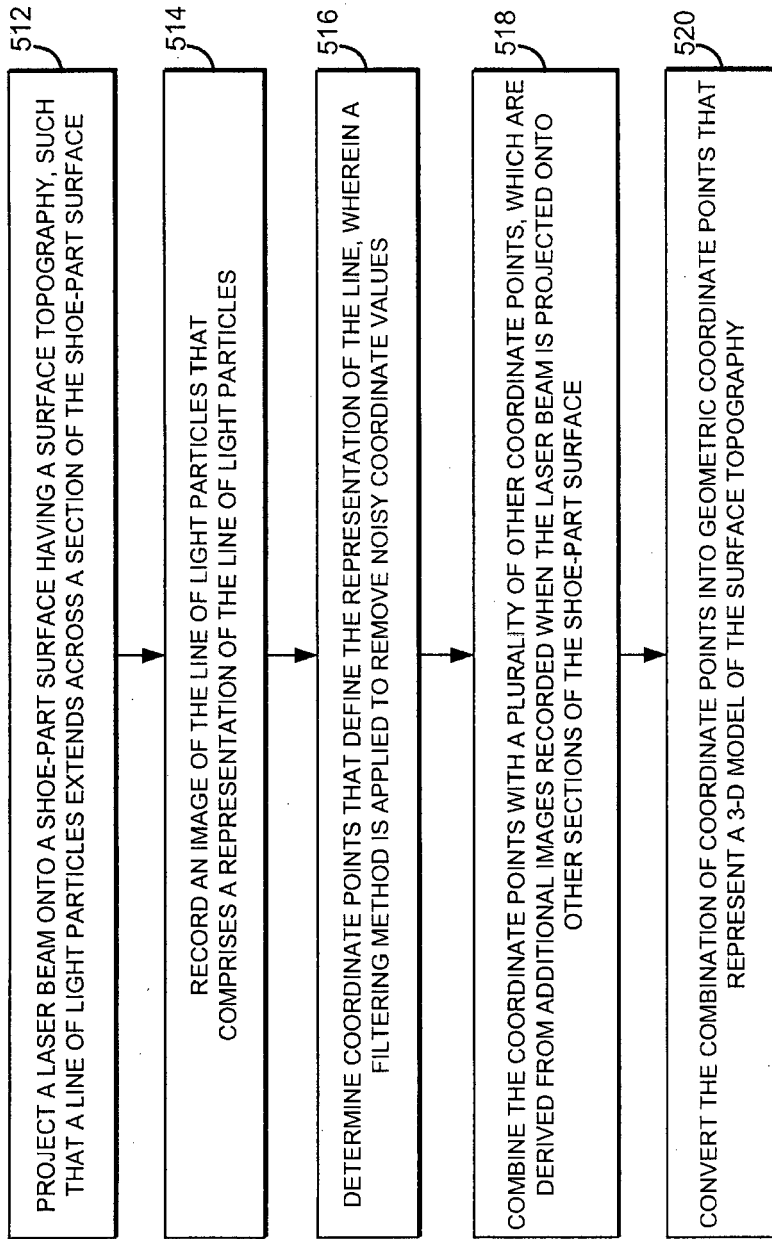 512
PROJECT A LASER BEAM ONTO A SHOE-PART SURFACE HAVING A SURFACE TOPOGRAPHY, SUCH
THAT A LINE OF LIGHT PARTICLES EXTENDS ACROSS A SECTION OF THE SHOE-PART SURFACE
514
RECORD AN IMAGE OF THE LINE OF LIGHT PARTICLES THAT
COMPRISES A REPRESENTATION OF THE LINE OF LIGHT PARTICLES
516
DETERMINE COORDINATE POINTS THAT DEFINE THE REPRESENTATION OF THE LINE, WHEREIN A
FILTERING METHOD IS APPLIED TO REMOVE NOISY COORDINATE VALUES
518
COMBINE THE COORDINATE POINTS WITH A PLURALITY OF OTHER COORDINATE POINTS, WHICH ARE
DERIVED FROM ADDITIONAL IMAGES RECORDED WHEN THE LASER BEAM IS PROJECTED ONTO
OTHER SECTIONS OF THE SHOE-PART SURFACE
520
CONVERT THE COMBINATION OF COORDINATE POINTS INTO GEOMETRIC COORDINATE POINTS THAT
REPRESENT A 3-D MODEL OF THE SURFACE TOPOGRAPHY